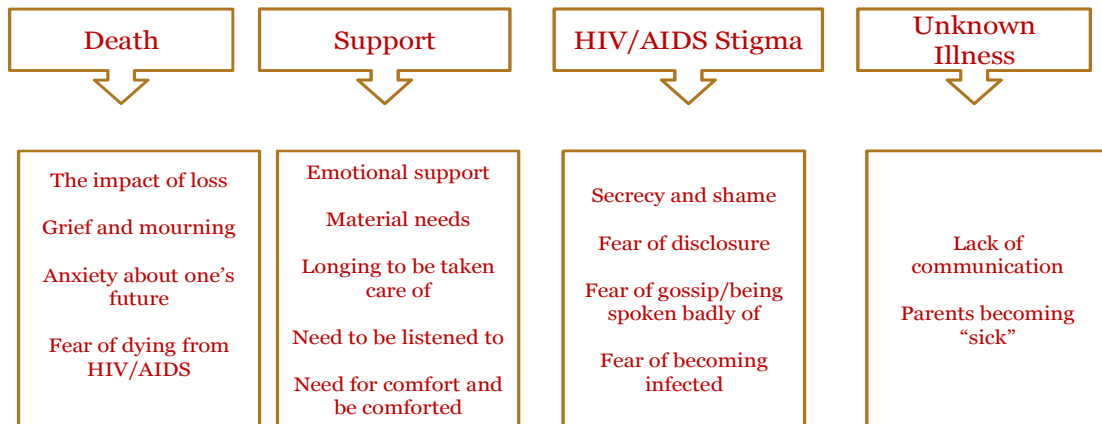 Death
Support
HIV/AIDS Stigma
Unknown
Illness
The impact of loss
Grief and mourning
Anxiety about one’s
future
Fear of dying from
HIV/AIDS
Emotional support
Material needs
Longing to be taken
care of
Need to be listened to
Need for comfort and
be comforted
Secrecy and shame
Fear of disclosure
Fear of gossip/being
spoken badly of
Fear of becoming
infected
Lack of
communication
Parents becoming
“sick”